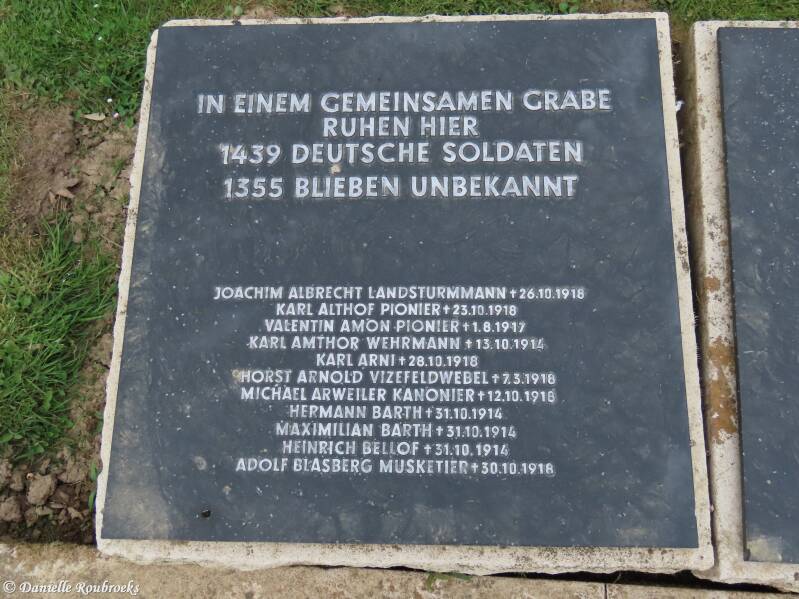 IN EINEM GEMEINSAMEN GRABE
RUHEN HIER
1439 DEUTSCHE SOLDATEN
1355 BLIEBEN UNBEKANNT
JOACHIM ALBRECHT LANDSTURMMANN + 26.10.1918
KARL ALTHOF PIONIER + 23.10.1918
VALENTIN AMON PIONIER + 1.8.1917
KARL AMTHOR WEHRMANN + 13.10.1914
KARL ARNI + 28.10.1918
HORST ARNOLD VIZEFELDWEBEL + 7.3.1918
MICHAEL ARWEILER KANONIER + 12.10.1918
HERMANN BARTH + 31.10.1914
MAXIMILIAN BARTH + 31.10.1914
HEINRICH BELLOF + 31.10.1914
ADOLF BLASBERG MUSKETIER + 30.10.1918
© Danielle Roubroeks